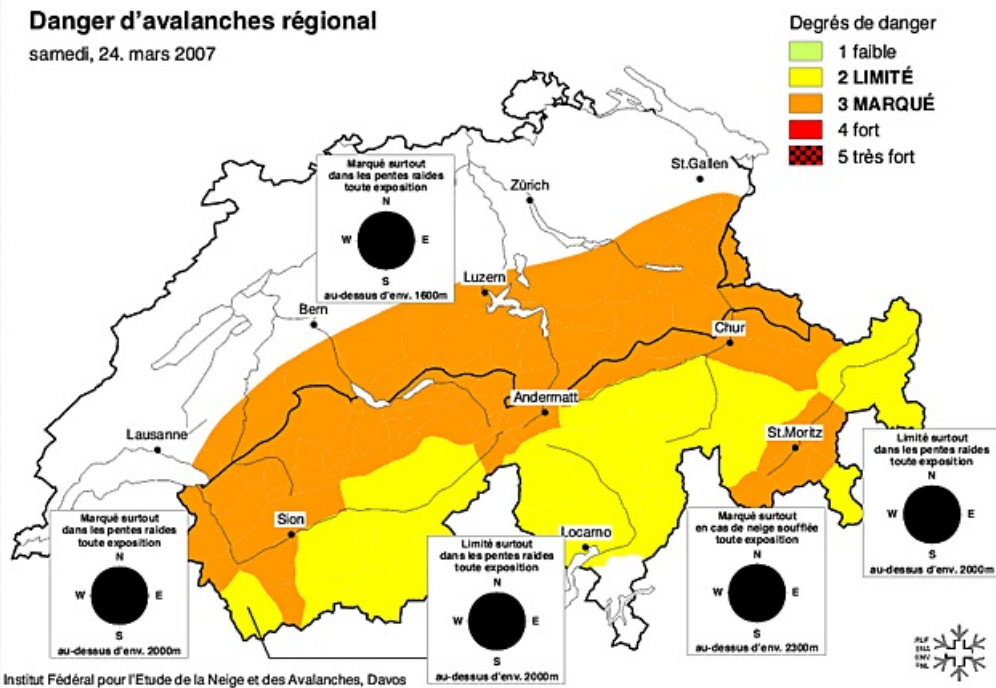 Danger d'avalanches régional
samedi, 24. mars 2007
Degrés de danger
1 faible
2 LIMITÉ
3 MARQUÉ
4 fort
5 très fort
Marqué surtout
dans les pentes raides
toute exposition
N
W E
S
au-dessus d'env. 1600m
St.Gallen
Zürich
Luzern
Bern
Chur
Andermatt
Lausanne
St.Moritz
Sion
Locarno
Limité surtout
dans les pentes raides
toute exposition
N
W E
S
au-dessus d'env. 2000m
Marqué surtout
dans les pentes raides
toute exposition
N
W E
S
au-dessus d'env. 2000m
Limité surtout
dans les pentes raides
toute exposition
N
W E
S
au-dessus d'env. 2000m
Marqué surtout
en cas de neige soufflée
toute exposition
N
W E
S
au-dessus d'env. 2300m
SLF
ENA
SNV
SNL
Institut Fédéral pour l'Etude de la Neige et des Avalanches, Davos